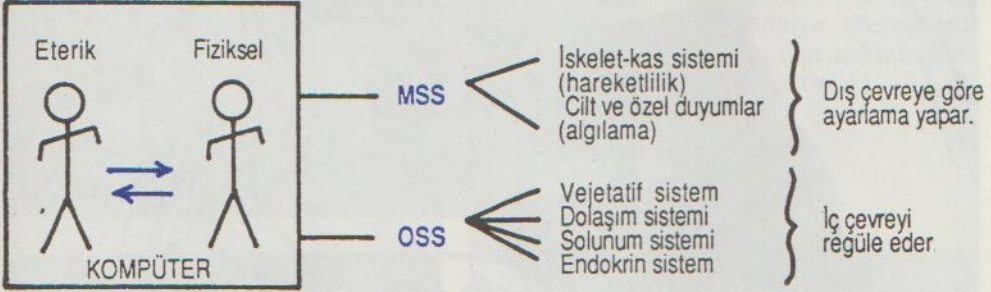 Eterik Fiziksel
KOMPÜTER
MSS
İskelet-kas sistemi
(hareketlilik)
Cilt ve özel duyumlar
(algılama)
Dış çevreye göre
ayarlama yapar.
OSS
Vejetatif sistem
Dolaşım sistemi
Solunum sistemi
Endokrin sistem
İç çevreyi
regüle eder